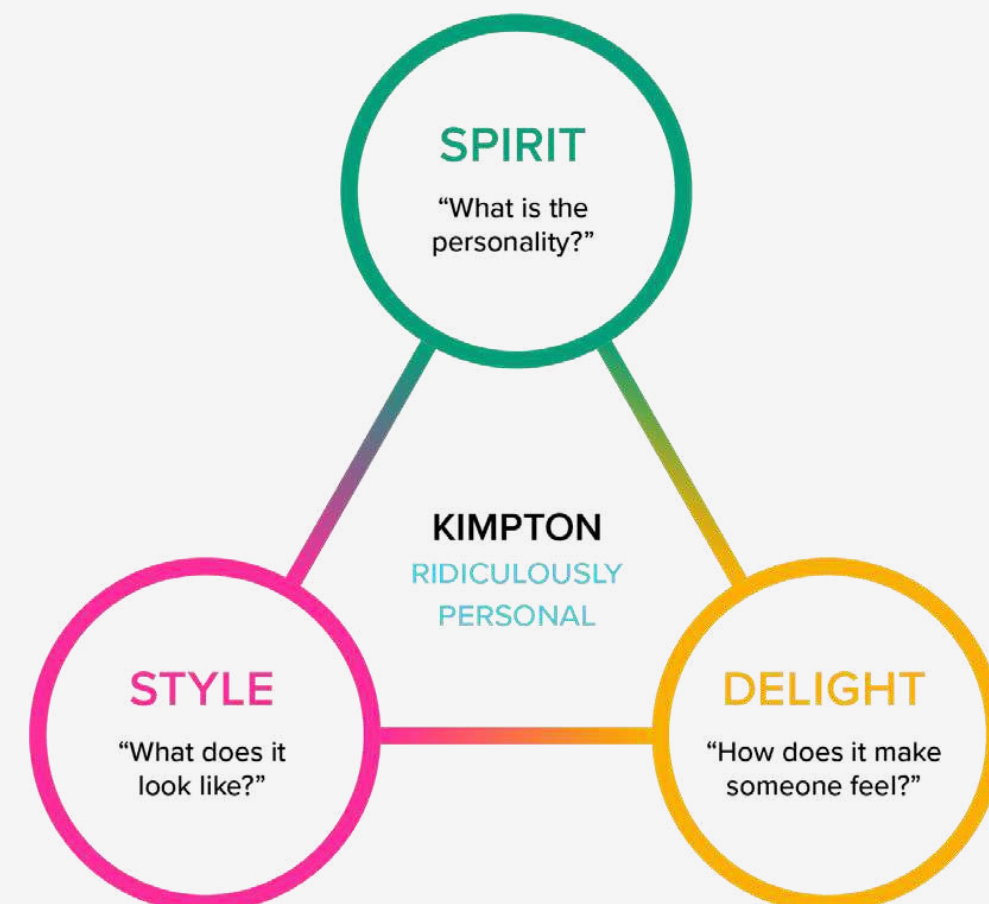 SPIRIT
“What is the
personality?”
KIMPTON
RIDICULOUSLY
PERSONAL
STYLE
“What does it
look like?”
DELIGHT
“How does it make
someone feel?”